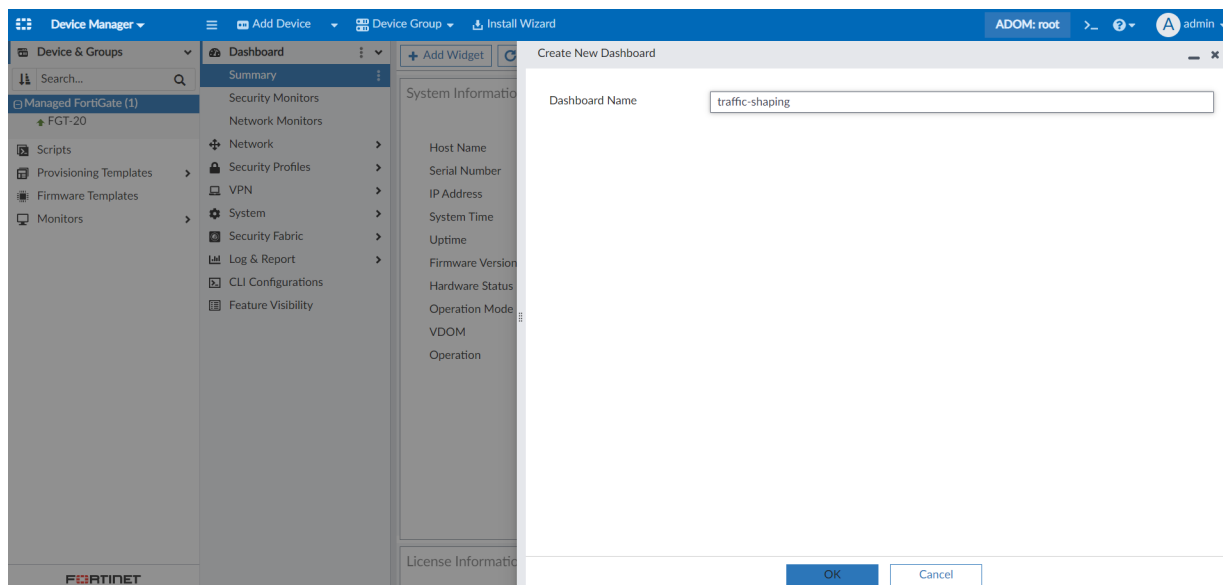 Device Manager
Add Device
Device Group
Install Wizard
ADOM: root
A admin
Device & Groups
Search...
Managed FortiGate (1)
FGT-20
Scripts
Provisioning Templates
Firmware Templates
Monitors
FORTINET
Dashboard
Summary
Security Monitors
Network Monitors
Network
Security Profiles
VPN
System
Security Fabric
Log & Report
CLI Configurations
Feature Visibility
Add Widget
System Informatio
Host Name
Serial Number
IP Address
System Time
Uptime
Firmware Version
Hardware Status
Operation Mode
VDOM
Operation
License Informatio
Create New Dashboard
Dashboard Name
traffic-shaping
OK
Cancel